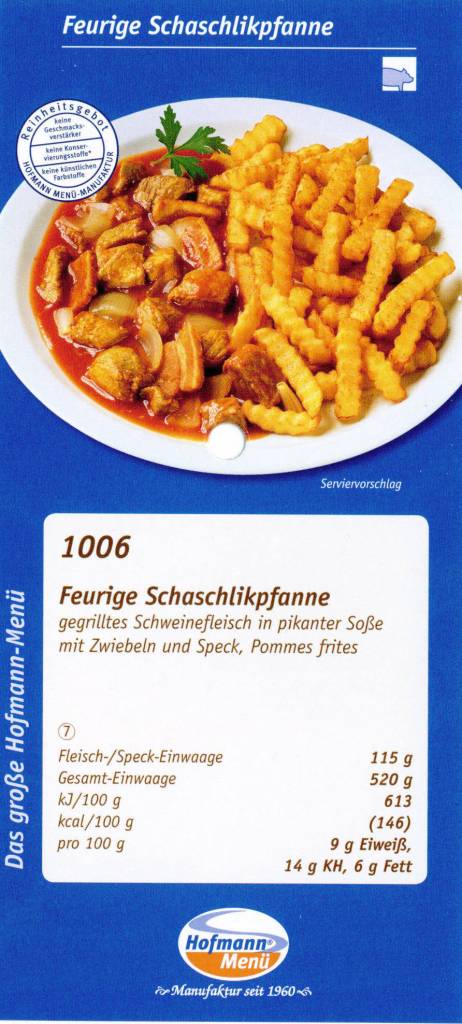 Feurige Schaschlikpfanne
Reinheitsgebot
keine
Geschmacks-
verstärker
keine Konser-
vierungsstoffe*
keine künstlichen
Farbstoffe
HOFMANN MENÜ-MANUFAKTUR
Serviervorschlag
1006
Feurige Schaschlikpfanne
gegrilltes Schweinefleisch in pikanter Soße
mit Zwiebeln und Speck, Pommes frites
7
Fleisch-/Speck-Einwaage 115 g
Gesamt-Einwaage 520 g
kJ/100 g 613
kcal/100 g (146)
pro 100 g 9 g Eiweiß,
14 g KH, 6 g Fett
Das große Hofmann-Menü
Hofmann®
Menü
Manufaktur seit 1960